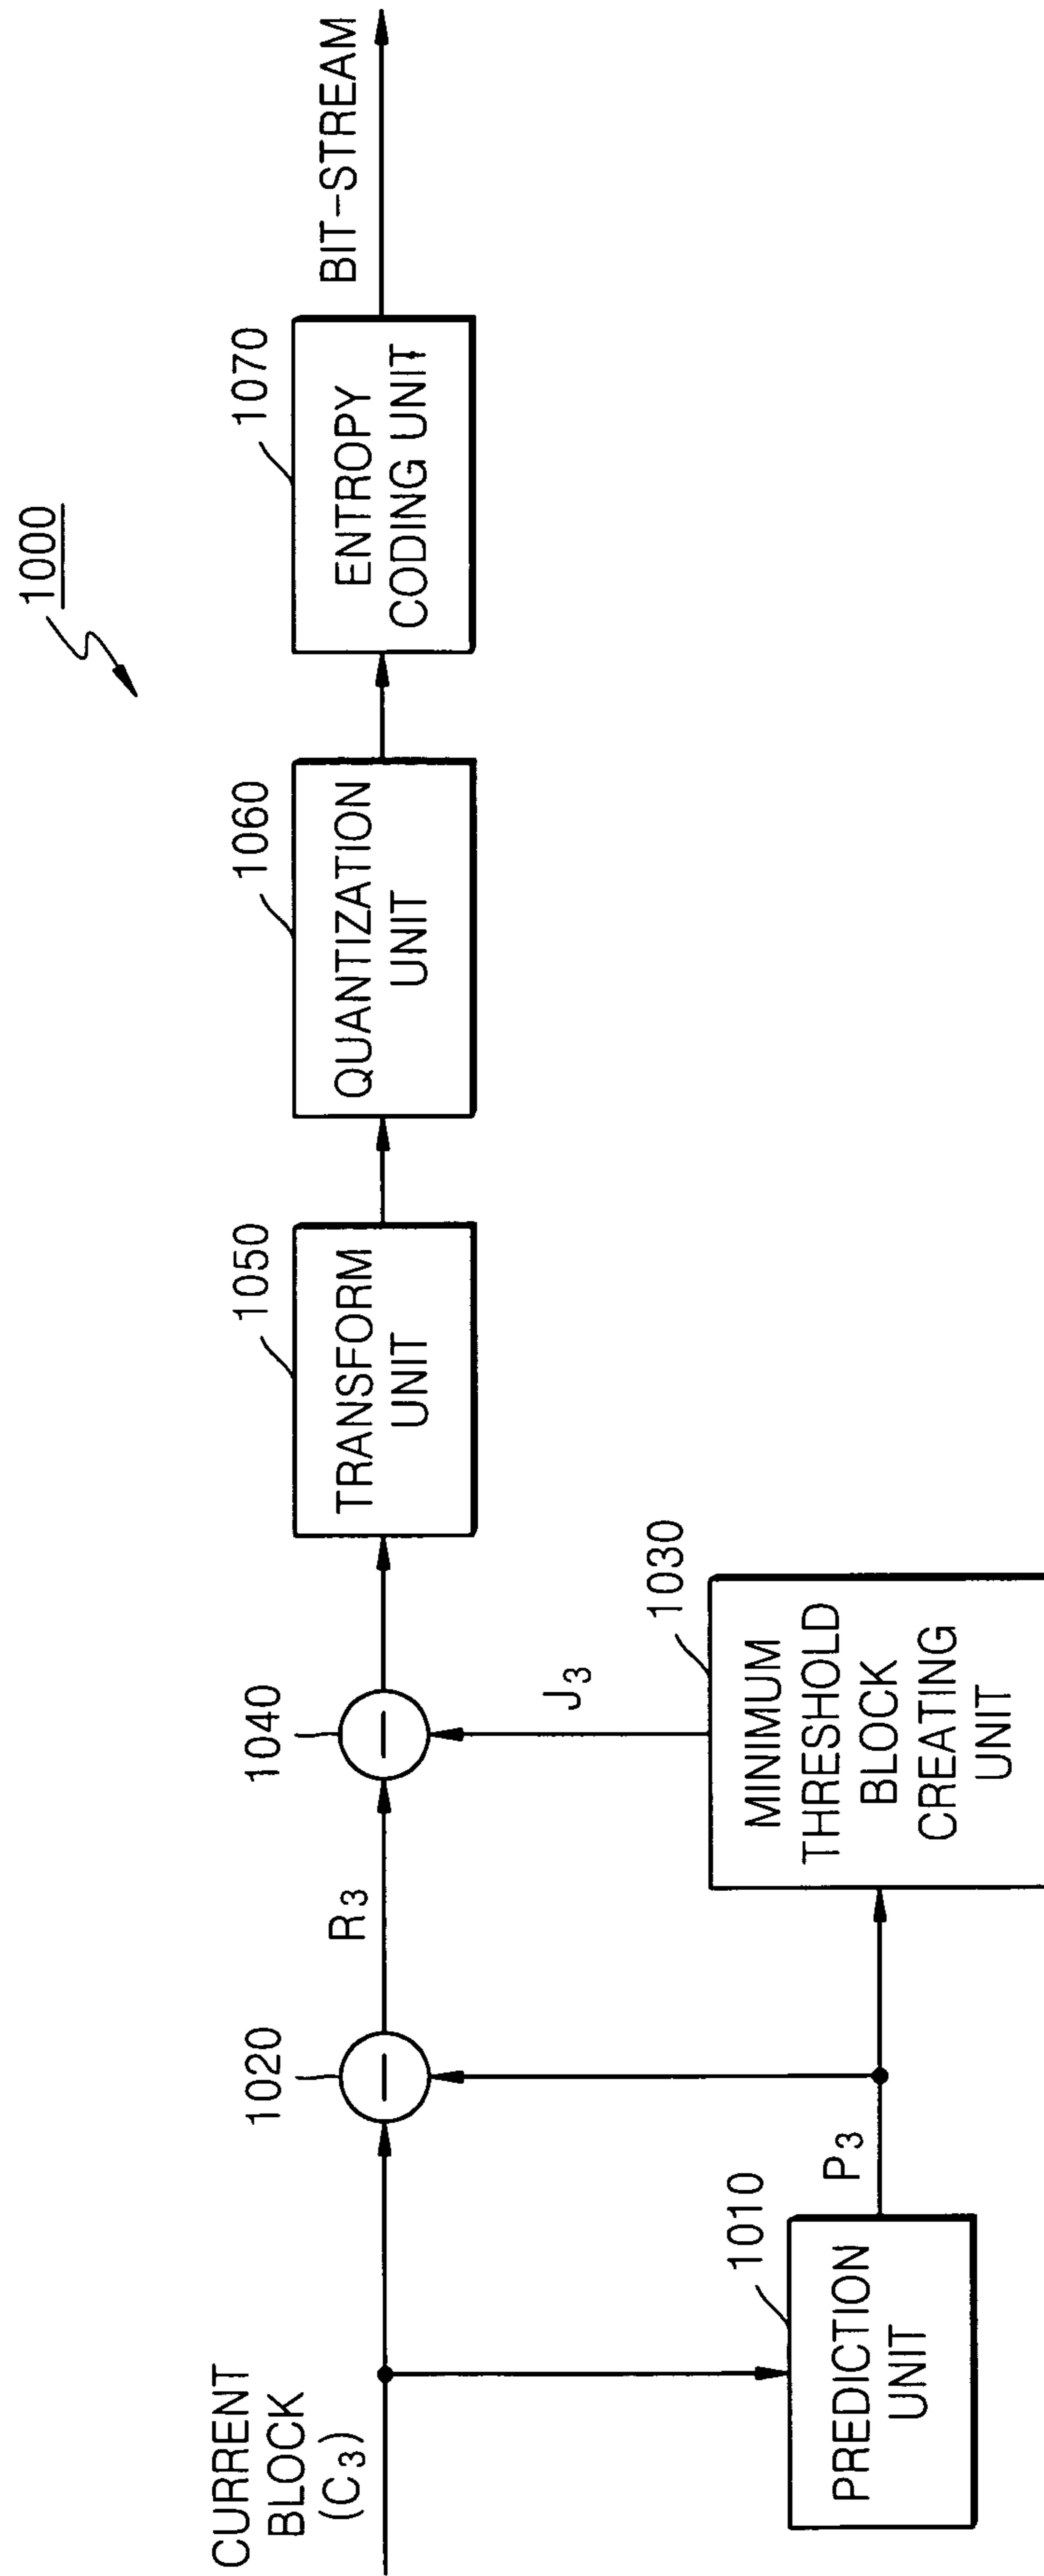 1000
CURRENT
BLOCK
(C3)
1020
R3
1040
1050
TRANSFORM
UNIT
1060
QUANTIZATION
UNIT
1070
ENTROPY
CODING UNIT
BIT-STREAM
1010
PREDICTION
UNIT
P3
J3
1030
MINIMUM
THRESHOLD
BLOCK
CREATING
UNIT